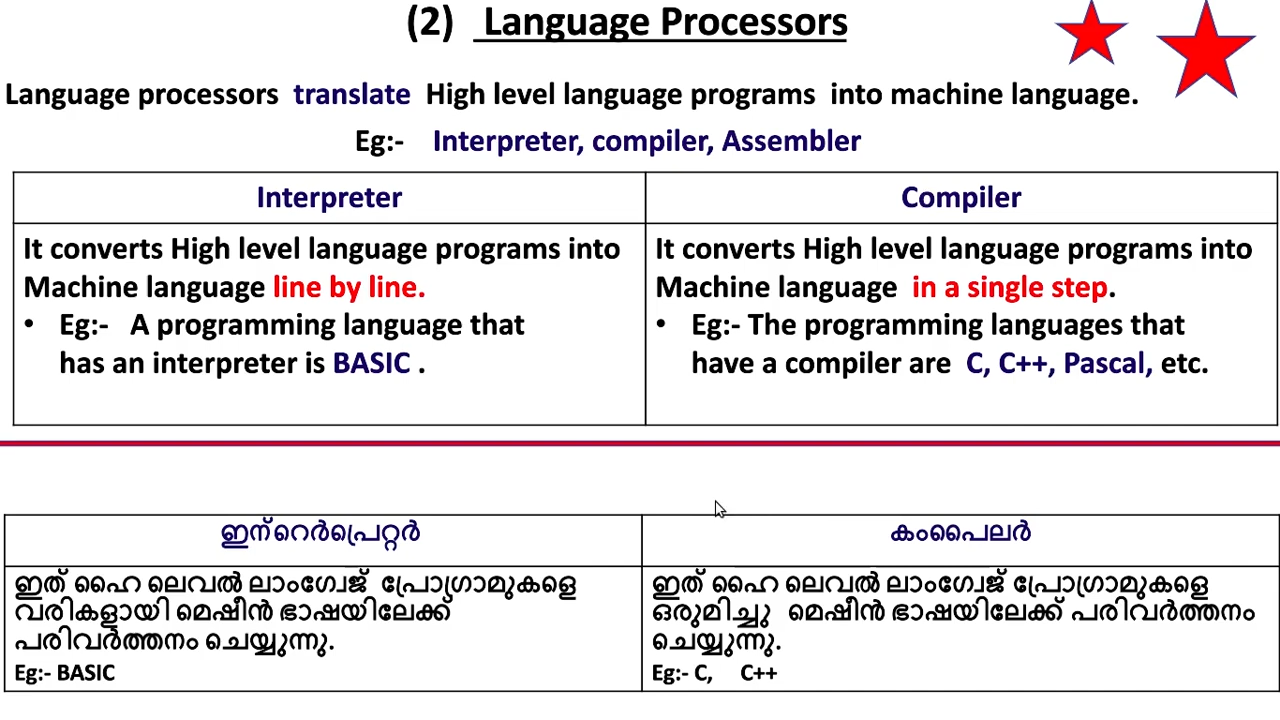 (2) Language Processors
Language processors translate High level language programs into machine language.
Eg:- Interpreter, compiler, Assembler
Interpreter
Compiler
It converts High level language programs into
Machine language line by line.
• Eg:- A programming language that
has an interpreter is BASIC .
It converts High level language programs into
Machine language in a single step.
• Eg:- The programming languages that
have a compiler are C, C++, Pascal, etc.
ഇന്റെർപ്രെറ്റർ
കംപൈലർ
ഇത് ഹൈ ലെവൽ ലാംഗ്വേജ് പ്രോഗ്രാമുകളെ
വരികളായി മെഷീൻ ഭാഷയിലേക്ക്
പരിവർത്തനം ചെയ്യുന്നു.
Eg:- BASIC
ഇത് ഹൈ ലെവൽ ലാംഗ്വേജ് പ്രോഗ്രാമുകളെ
ഒരുമിച്ചു മെഷീൻ ഭാഷയിലേക്ക് പരിവർത്തനം
ചെയ്യുന്നു.
Eg:- C, C++